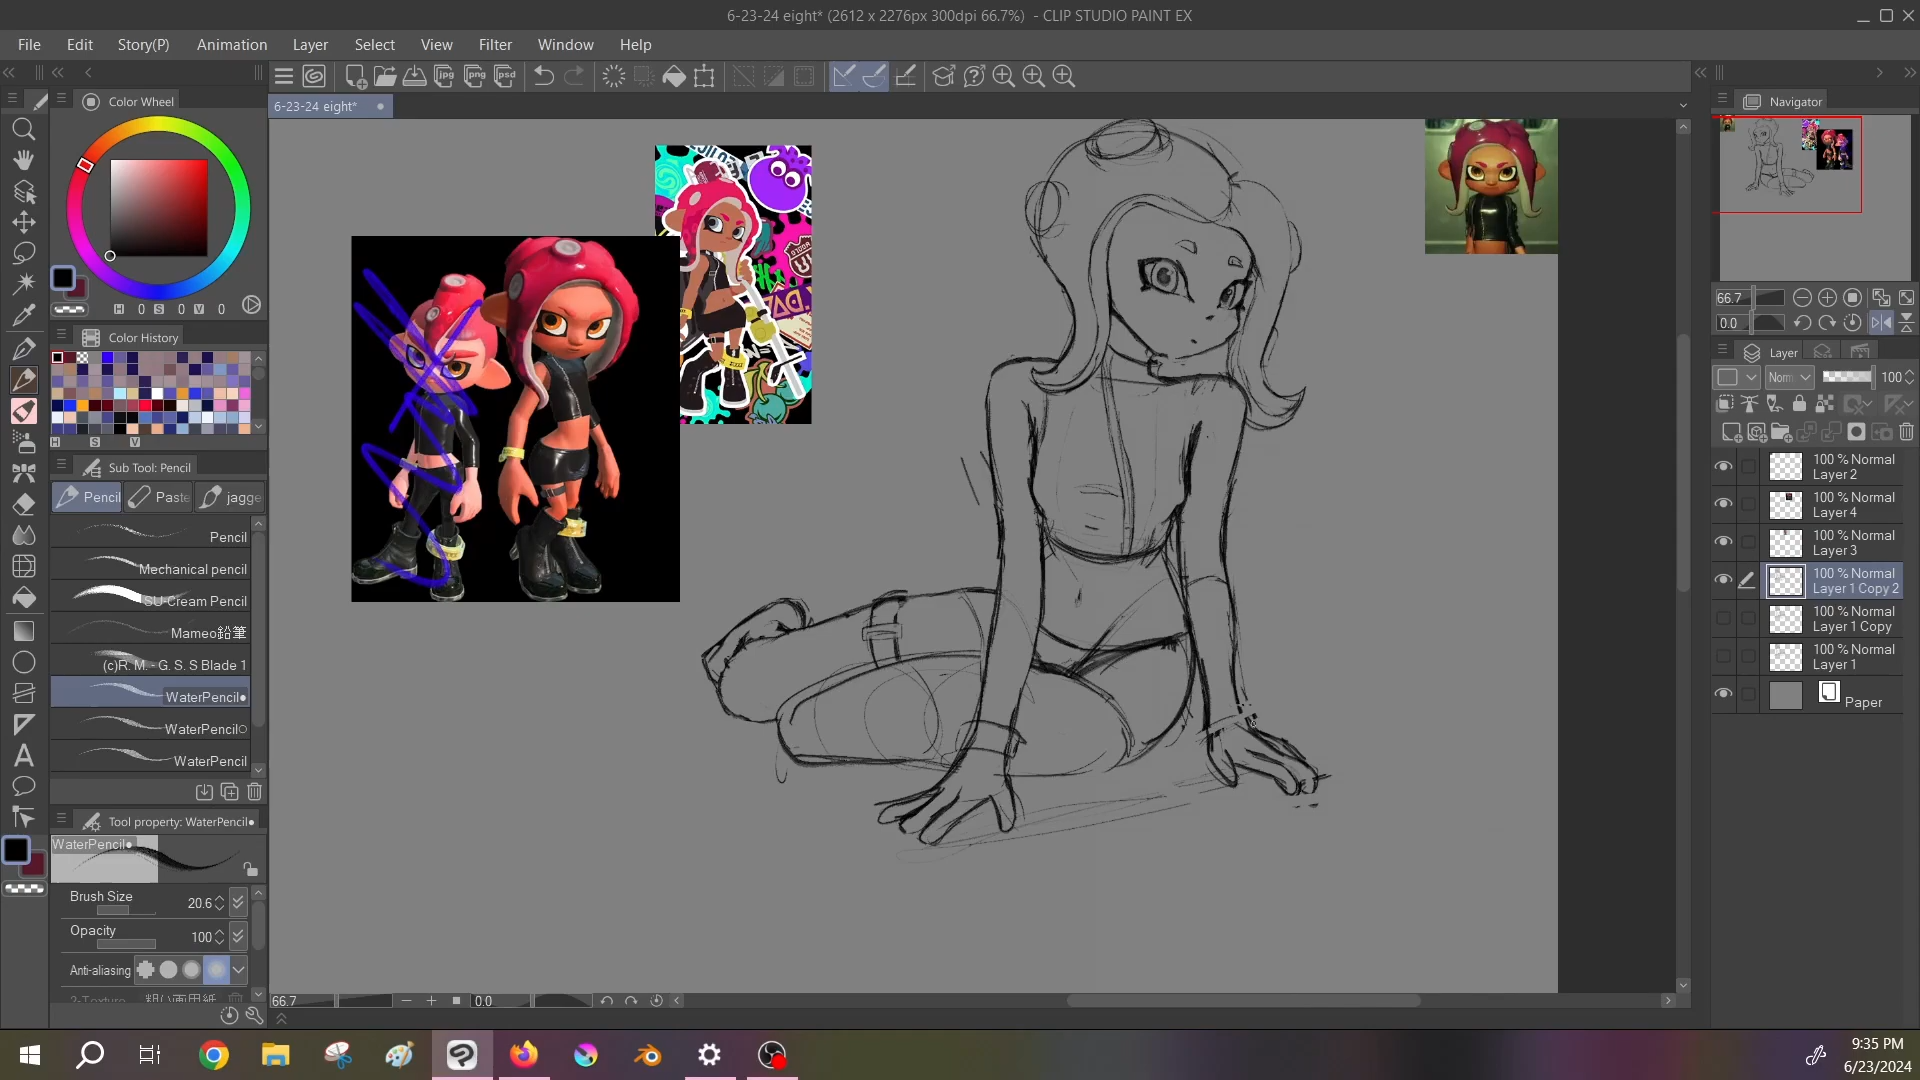 6-23-24 eight* (2612 x 2276px 300dpi 66.7%) - CLIP STUDIO PAINT EX
File Edit Story(P) Animation Layer Select View Filter Window Help
6-23-24 eight*
Color Wheel
H 0 S 0 V 0
Color History
H S V
Sub Tool: Pencil
Pencil Paste jagge
Pencil
Mechanical pencil
SU-Cream Pencil
Mameo鉛筆
(c)R. M. - G. S. S Blade 1
WaterPencil●
WaterPencil○
WaterPencil
Tool property: WaterPencil●
WaterPencil●
Brush Size 20.6
Opacity 100
Anti-aliasing
66.7 0.0
Navigator
66.7
0.0
Layer
Norm 100
100 % Normal
Layer 2
100 % Normal
Layer 4
100 % Normal
Layer 3
100 % Normal
Layer 1 Copy 2
100 % Normal
Layer 1 Copy
100 % Normal
Layer 1
Paper
9:35 PM
6/23/2024